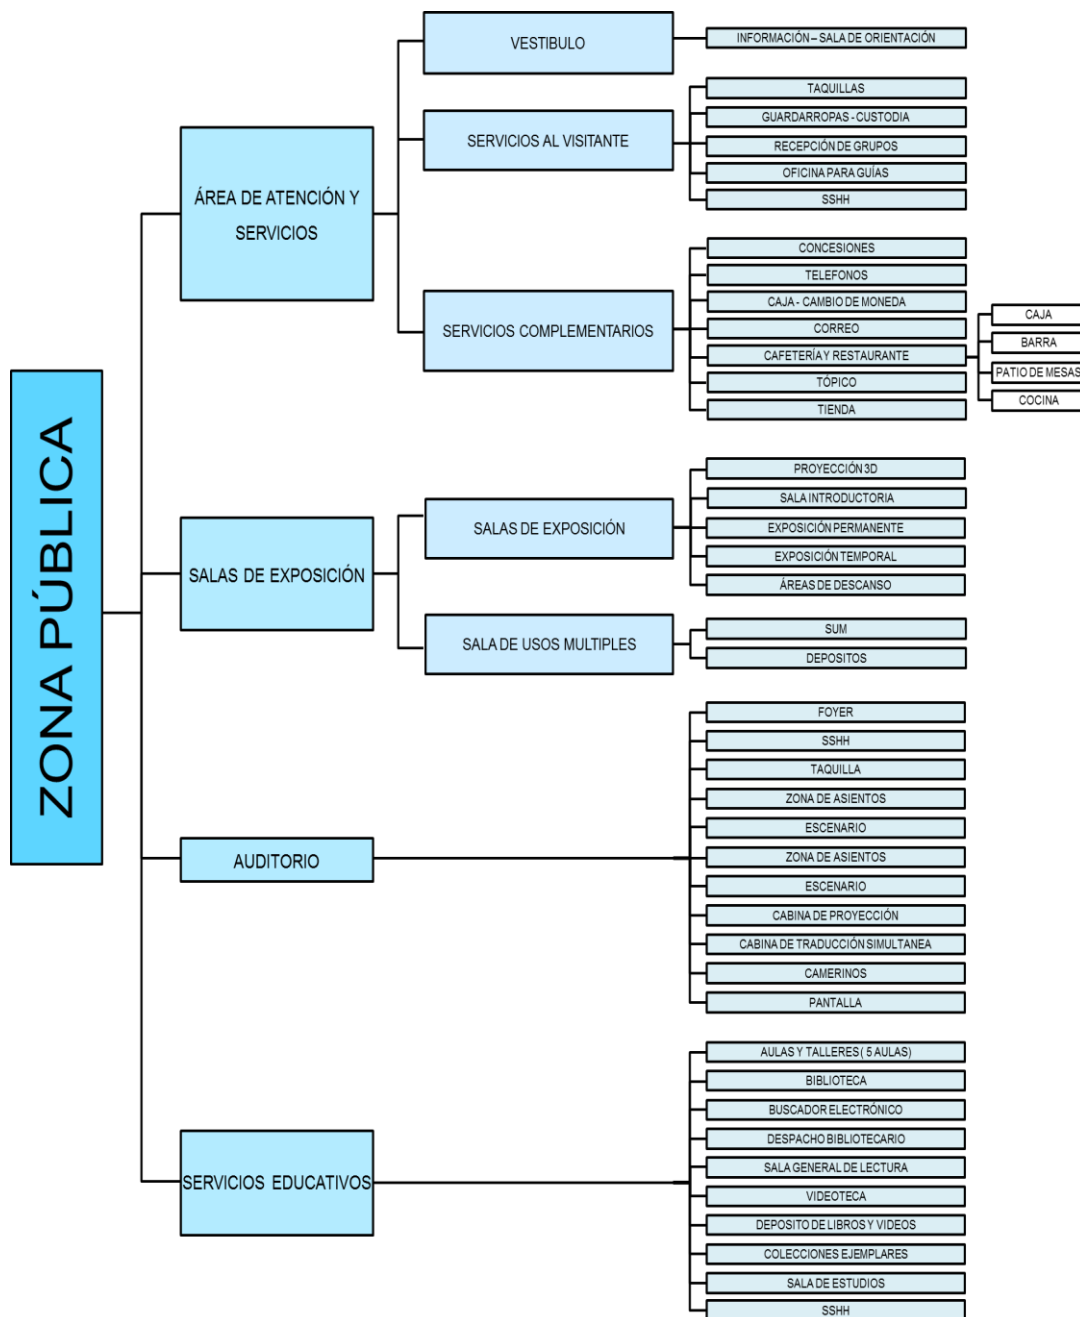 ZONA PÚBLICA
ÁREA DE ATENCIÓN Y
SERVICIOS
VESTIBULO
INFORMACIÓN – SALA DE ORIENTACIÓN
SERVICIOS AL VISITANTE
TAQUILLAS
GUARDARROPAS - CUSTODIA
RECEPCIÓN DE GRUPOS
OFICINA PARA GUÍAS
SSHH
SERVICIOS COMPLEMENTARIOS
CONCESIONES
TELEFONOS
CAJA - CAMBIO DE MONEDA
CORREO
CAFETERÍA Y RESTAURANTE
CAJA
BARRA
PATIO DE MESAS
COCINA
TÓPICO
TIENDA
SALAS DE EXPOSICIÓN
SALAS DE EXPOSICIÓN
PROYECCIÓN 3D
SALA INTRODUCTORIA
EXPOSICIÓN PERMANENTE
EXPOSICIÓN TEMPORAL
ÁREAS DE DESCANSO
SALA DE USOS MULTIPLES
SUM
DEPOSITOS
AUDITORIO
FOYER
SSHH
TAQUILLA
ZONA DE ASIENTOS
ESCENARIO
ZONA DE ASIENTOS
ESCENARIO
CABINA DE PROYECCIÓN
CABINA DE TRADUCCIÓN SIMULTANEA
CAMERINOS
PANTALLA
SERVICIOS EDUCATIVOS
AULAS Y TALLERES ( 5 AULAS)
BIBLIOTECA
BUSCADOR ELECTRÓNICO
DESPACHO BIBLIOTECARIO
SALA GENERAL DE LECTURA
VIDEOTECA
DEPOSITO DE LIBROS Y VIDEOS
COLECCIONES EJEMPLARES
SALA DE ESTUDIOS
SSHH